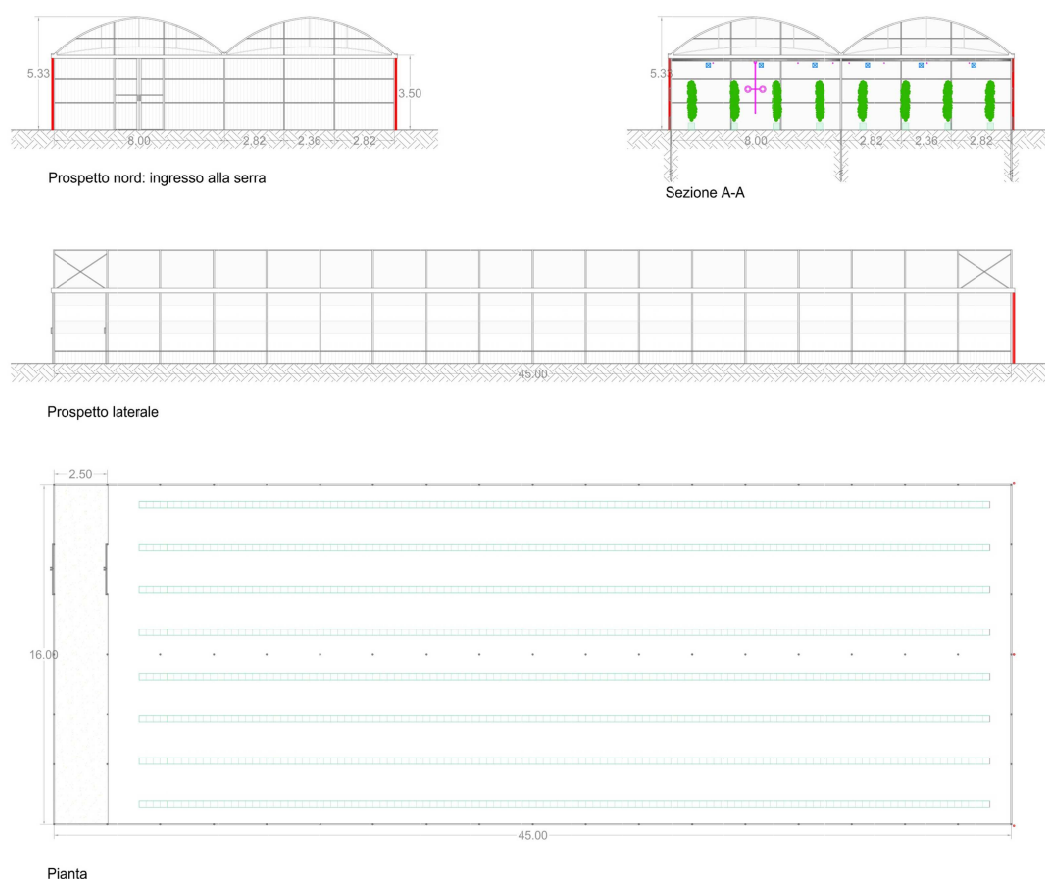 5.33
3.50
8.00 2.82 2.36 2.82
Prospetto nord: ingresso alla serra
5.33
8.00 2.82 2.36 2.82
Sezione A-A
45.00
Prospetto laterale
2.50
16.00
45.00
Pianta